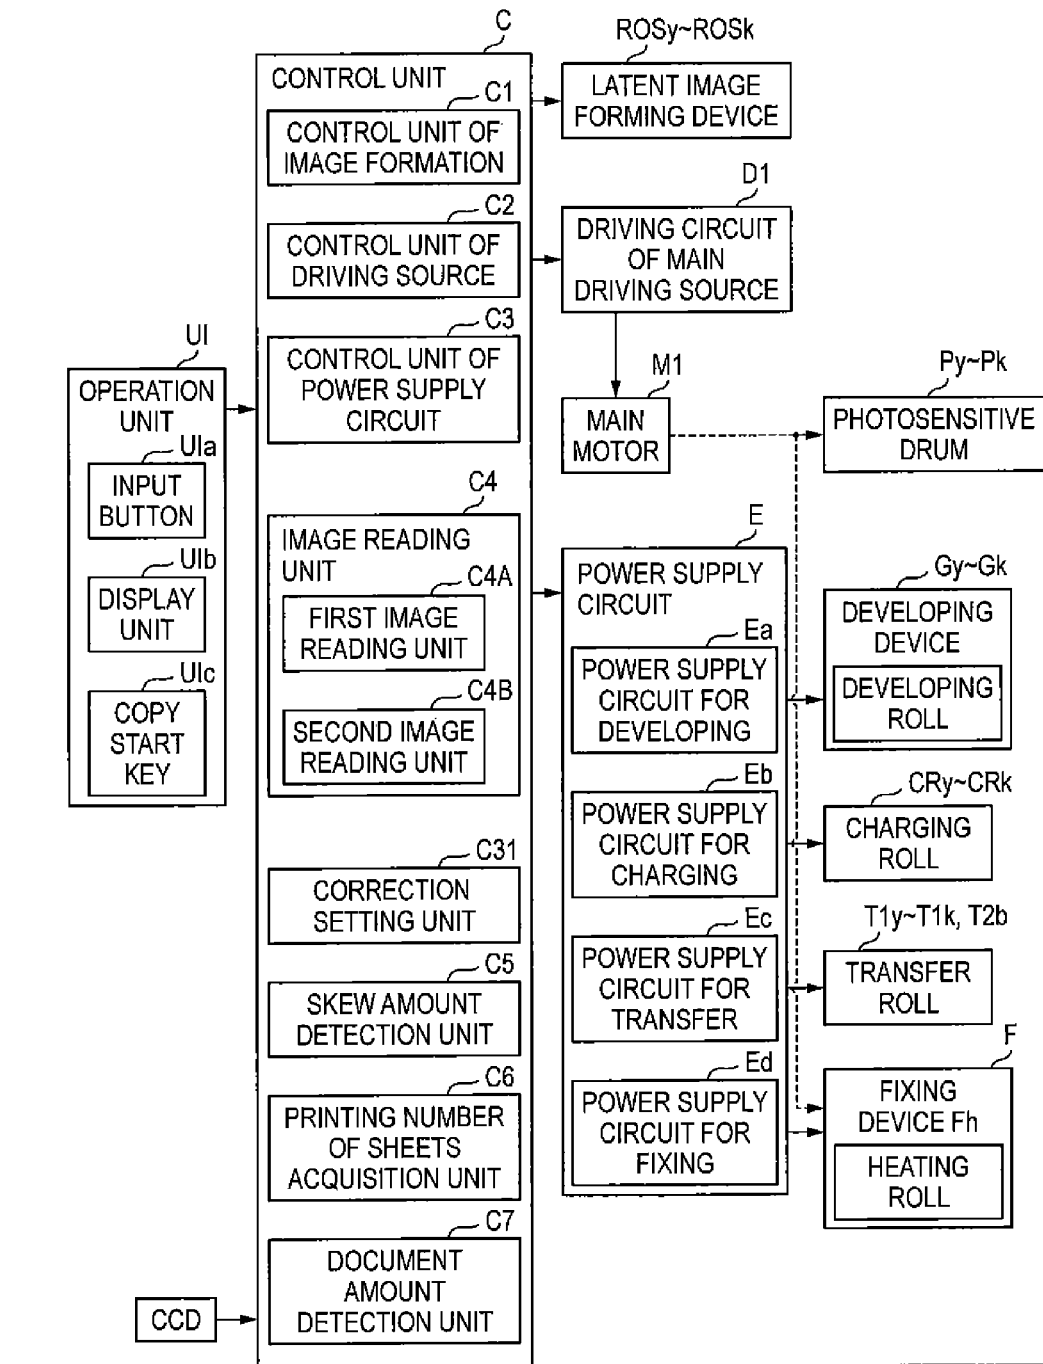 C
CONTROL UNIT
C1
CONTROL UNIT OF
IMAGE FORMATION
C2
CONTROL UNIT OF
DRIVING SOURCE
C3
CONTROL UNIT OF
POWER SUPPLY
CIRCUIT
UI
OPERATION
UNIT
UIa
INPUT
BUTTON
UIb
DISPLAY
UNIT
UIc
COPY
START
KEY
C4
IMAGE READING
UNIT
C4A
FIRST IMAGE
READING UNIT
C4B
SECOND IMAGE
READING UNIT
C31
CORRECTION
SETTING UNIT
C5
SKEW AMOUNT
DETECTION UNIT
C6
PRINTING NUMBER
OF SHEETS
ACQUISITION UNIT
C7
DOCUMENT
AMOUNT
DETECTION UNIT
CCD
ROSy~ROSk
LATENT IMAGE
FORMING DEVICE
D1
DRIVING CIRCUIT
OF MAIN
DRIVING SOURCE
M1
MAIN
MOTOR
Py~Pk
PHOTOSENSITIVE
DRUM
E
POWER SUPPLY
CIRCUIT
Ea
POWER SUPPLY
CIRCUIT FOR
DEVELOPING
Eb
POWER SUPPLY
CIRCUIT FOR
CHARGING
Ec
POWER SUPPLY
CIRCUIT FOR
TRANSFER
Ed
POWER SUPPLY
CIRCUIT FOR
FIXING
Gy~Gk
DEVELOPING
DEVICE
DEVELOPING
ROLL
CRy~CRk
CHARGING
ROLL
T1y~T1k, T2b
TRANSFER
ROLL
F
FIXING
DEVICE Fh
HEATING
ROLL